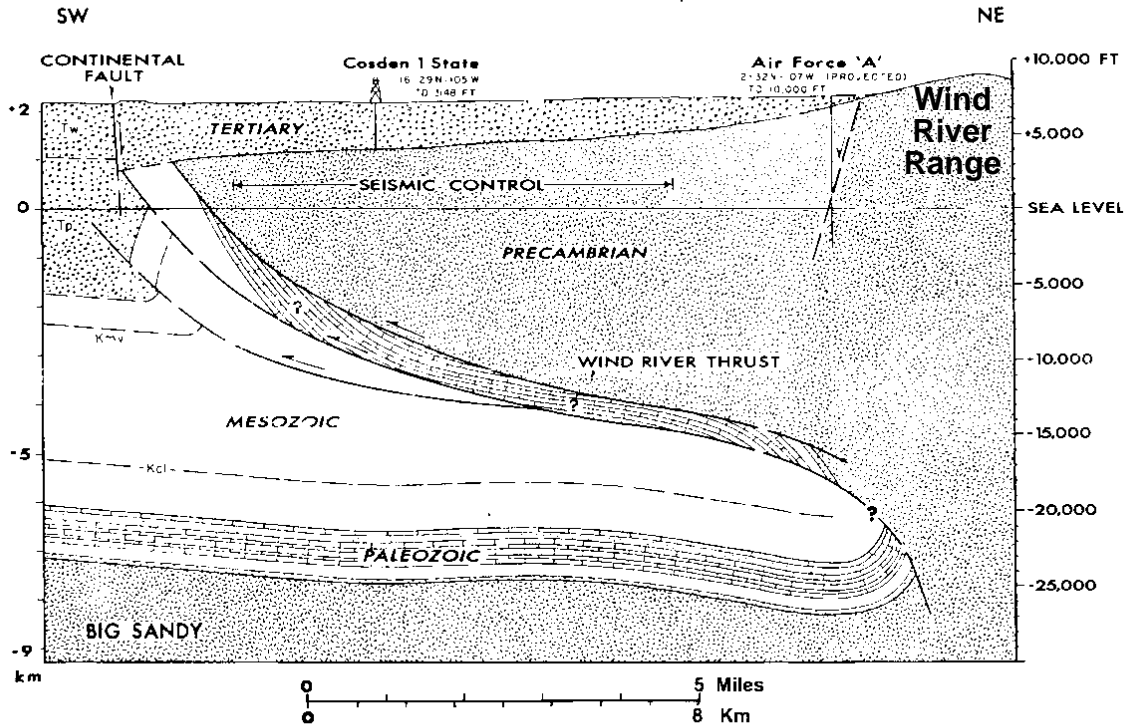 SW
NE
CONTINENTAL
FAULT
Cosden 1 State
16-29N-105W
TD 3148 FT
Air Force 'A'
2-32N-107W (PROJECTED)
TD 10,000 FT
+10,000 FT
+2
Tw
TERTIARY
Wind
River
Range
+5,000
SEISMIC CONTROL
0
SEA LEVEL
Tp
PRECAMBRIAN
-5,000
?
Kmv
-10,000
WIND RIVER THRUST
?
MESOZOIC
-15,000
-5
Kcl
-20,000
?
PALEOZOIC
-25,000
BIG SANDY
-9
km
0
5 Miles
0
8 Km